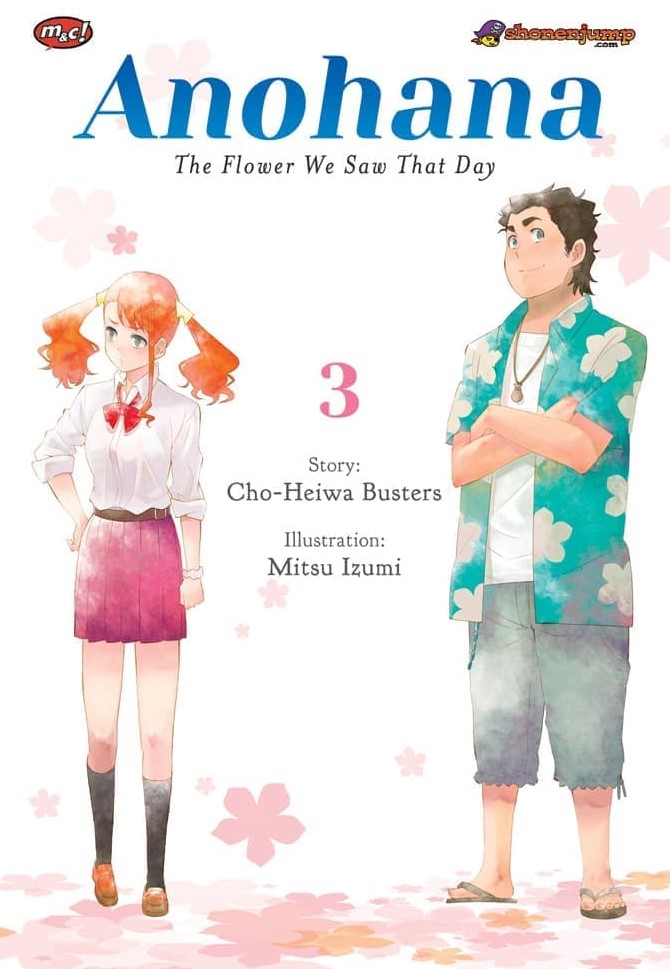 m&c!
shonenjump
.com
Anohana
The Flower We Saw That Day
3
Story:
Cho-Heiwa Busters
Illustration:
Mitsu Izumi